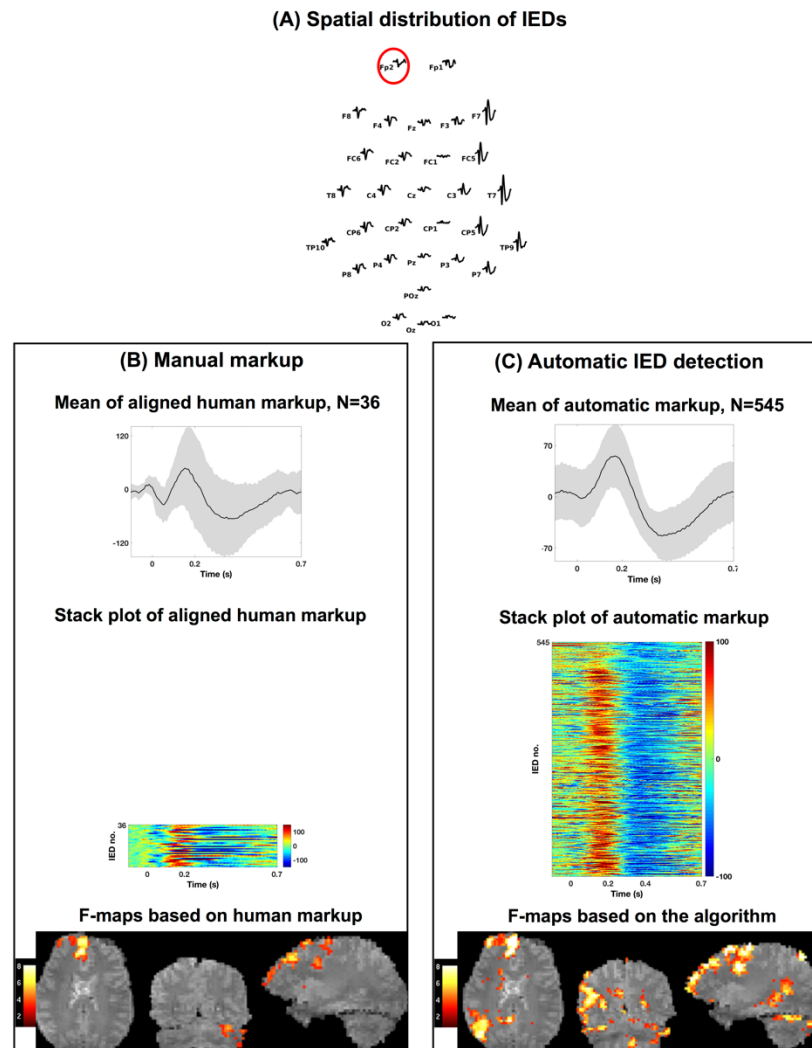 (A) Spatial distribution of IEDs
Fp2 Fp1
F8 F4 Fz F3 F7
FC6 FC2 FC1 FC5
T8 C4 Cz C3 T7
CP6 CP2 CP1 CP5
TP10 TP9
P8 P4 Pz P3 P7
POz
O2 Oz O1
(B) Manual markup
Mean of aligned human markup, N=36
120
0
-120
0 0.2 0.7
Time (s)
Stack plot of aligned human markup
36
IED no.
150
0
-150
0 0.2 0.7
Time (s)
F-maps based on human markup
8
6
4
2
(C) Automatic IED detection
Mean of automatic markup, N=545
70
0
-70
0.2 0.7
Time (s)
Stack plot of automatic markup
545
IED no.
100
0
-100
0 0.2 0.4 0.7
Time (s)
F-maps based on the algorithm
8
6
4
2